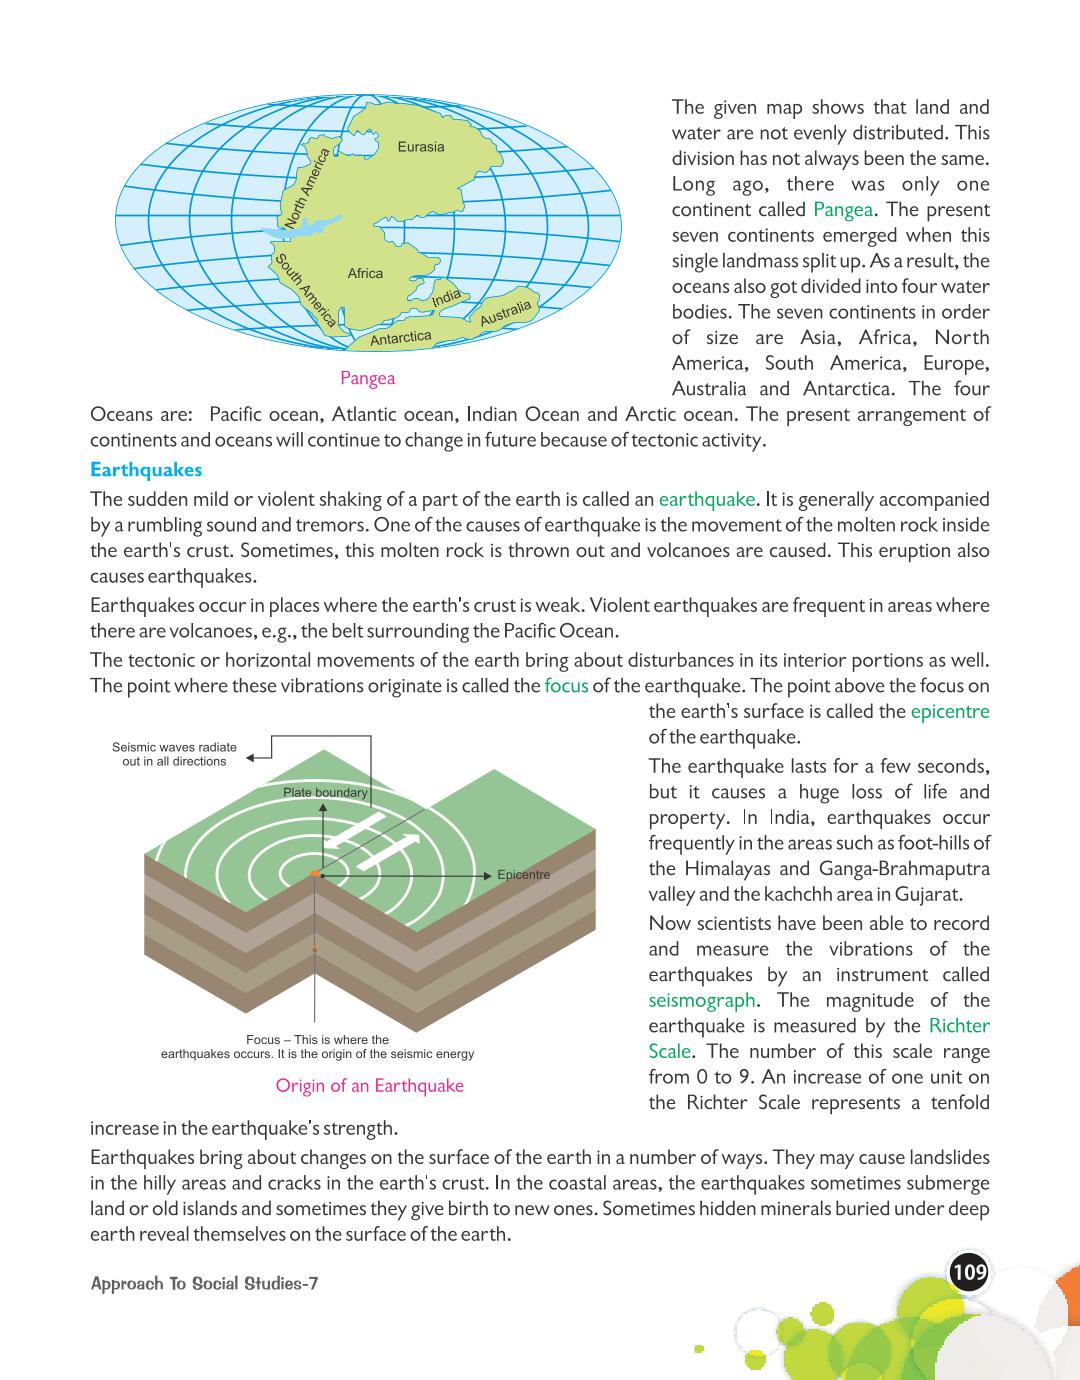 Eurasia
North America
Africa
South America
India
Australia
Antarctica
Pangea
The given map shows that land and
water are not evenly distributed. This
division has not always been the same.
Long ago, there was only one
continent called Pangea. The present
seven continents emerged when this
single landmass split up. As a result, the
oceans also got divided into four water
bodies. The seven continents in order
of size are Asia, Africa, North
America, South America, Europe,
Australia and Antarctica. The four
Oceans are: Pacific ocean, Atlantic ocean, Indian Ocean and Arctic ocean. The present arrangement of
continents and oceans will continue to change in future because of tectonic activity.
Earthquakes
The sudden mild or violent shaking of a part of the earth is called an earthquake. It is generally accompanied
by a rumbling sound and tremors. One of the causes of earthquake is the movement of the molten rock inside
the earth's crust. Sometimes, this molten rock is thrown out and volcanoes are caused. This eruption also
causes earthquakes.
Earthquakes occur in places where the earth's crust is weak. Violent earthquakes are frequent in areas where
there are volcanoes, e.g., the belt surrounding the Pacific Ocean.
The tectonic or horizontal movements of the earth bring about disturbances in its interior portions as well.
The point where these vibrations originate is called the focus of the earthquake. The point above the focus on
the earth's surface is called the epicentre
of the earthquake.
Seismic waves radiate
out in all directions
Plate boundary
Epicentre
Focus – This is where the
earthquakes occurs. It is the origin of the seismic energy
Origin of an Earthquake
The earthquake lasts for a few seconds,
but it causes a huge loss of life and
property. In India, earthquakes occur
frequently in the areas such as foot-hills of
the Himalayas and Ganga-Brahmaputra
valley and the kachchh area in Gujarat.
Now scientists have been able to record
and measure the vibrations of the
earthquakes by an instrument called
seismograph. The magnitude of the
earthquake is measured by the Richter
Scale. The number of this scale range
from 0 to 9. An increase of one unit on
the Richter Scale represents a tenfold
increase in the earthquake's strength.
Earthquakes bring about changes on the surface of the earth in a number of ways. They may cause landslides
in the hilly areas and cracks in the earth's crust. In the coastal areas, the earthquakes sometimes submerge
land or old islands and sometimes they give birth to new ones. Sometimes hidden minerals buried under deep
earth reveal themselves on the surface of the earth.
Approach To Social Studies-7
109